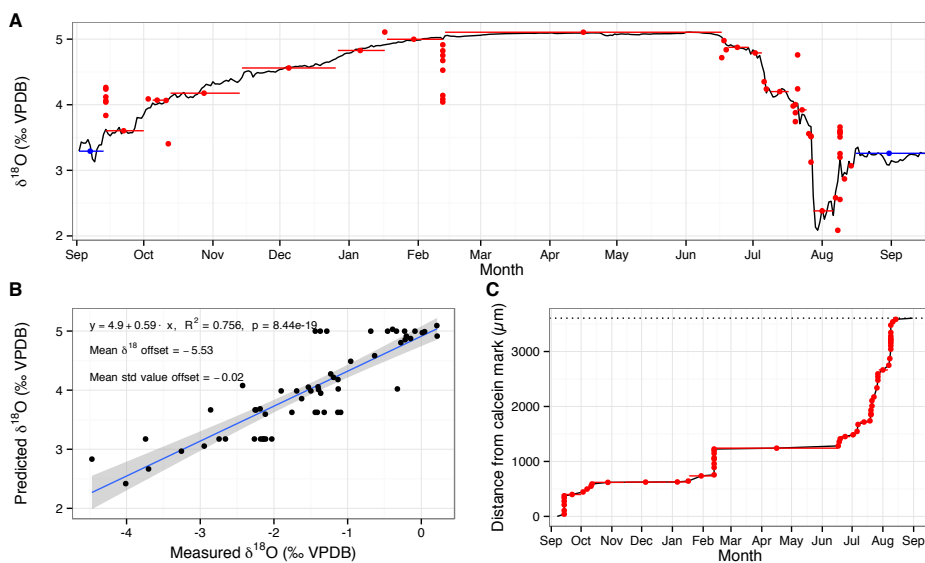 A
δ¹⁸O (‰ VPDB)
5
4
3
2
Sep Oct Nov Dec Jan Feb Mar Apr May Jun Jul Aug Sep
Month
B
Predicted δ¹⁸O (‰ VPDB)
y = 4.9 + 0.59 · x, R² = 0.756, p = 8.44e-19
Mean δ¹⁸ offset = −5.53
Mean std value offset = −0.02
5
4
3
2
-4 -3 -2 -1 0
Measured δ¹⁸O (‰ VPDB)
C
Distance from calcein mark (µm)
3000
2000
1000
0
Sep Oct Nov Dec Jan Feb Mar Apr May Jun Jul Aug Sep
Month